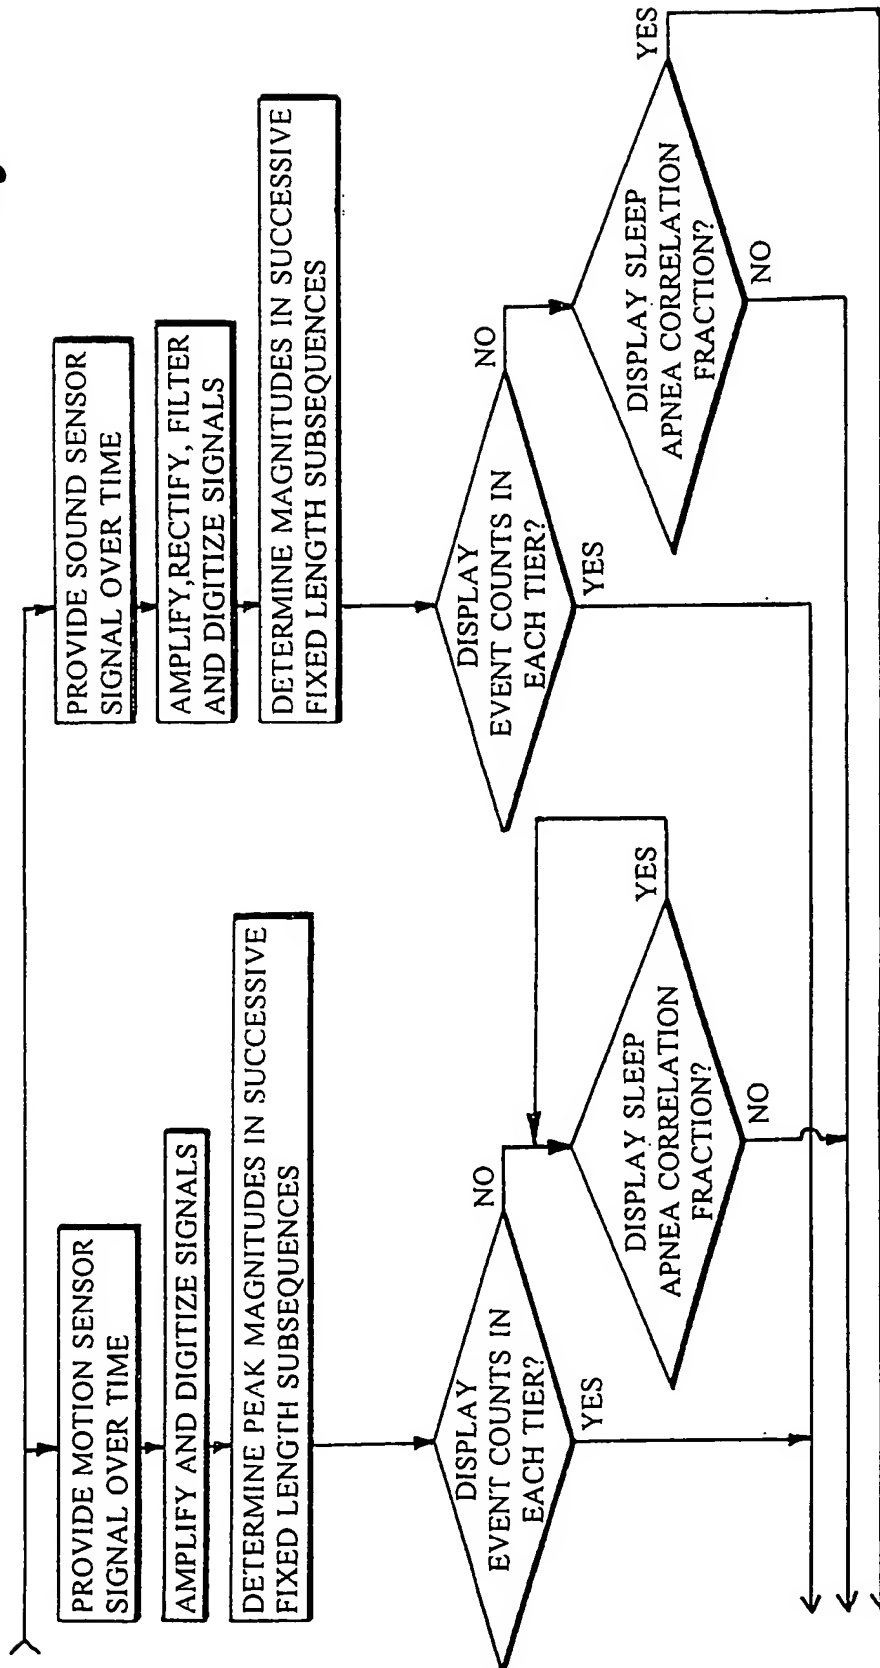 PROVIDE MOTION SENSOR
SIGNAL OVER TIME
AMPLIFY AND DIGITIZE SIGNALS
DETERMINE PEAK MAGNITUDES IN SUCCESSIVE
FIXED LENGTH SUBSEQUENCES
DISPLAY
EVENT COUNTS IN
EACH TIER?
NO
YES
DISPLAY SLEEP
APNEA CORRELATION
FRACTION?
YES
NO
PROVIDE SOUND SENSOR
SIGNAL OVER TIME
AMPLIFY,RECTIFY, FILTER
AND DIGITIZE SIGNALS
DETERMINE MAGNITUDES IN SUCCESSIVE
FIXED LENGTH SUBSEQUENCES
DISPLAY
EVENT COUNTS IN
EACH TIER?
NO
YES
DISPLAY SLEEP
APNEA CORRELATION
FRACTION?
YES
NO